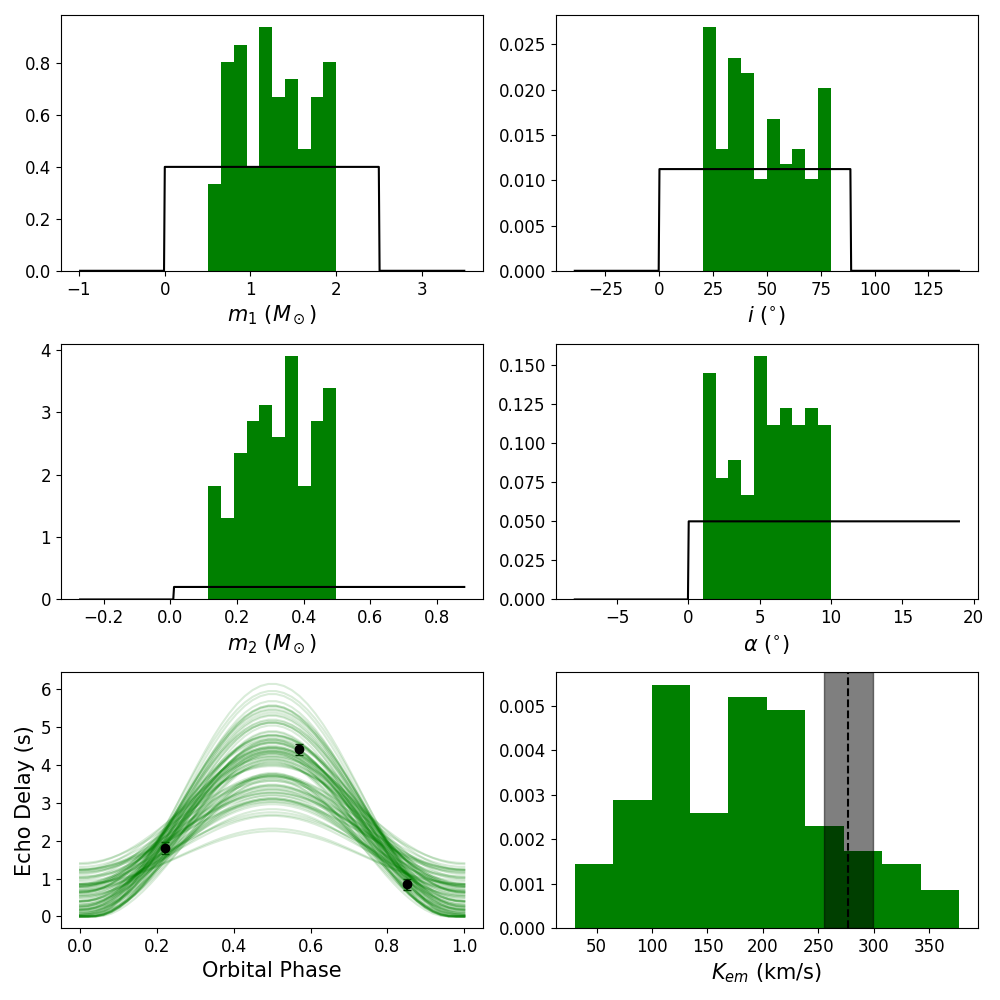 0.8
0.6
0.4
0.2
0.0
−1 0 1 2 3
m₁ (M⊙)
0.025
0.020
0.015
0.010
0.005
0.000
−25 0 25 50 75 100 125
i (°)
4
3
2
1
0
−0.2 0.0 0.2 0.4 0.6 0.8
m₂ (M⊙)
0.150
0.125
0.100
0.075
0.050
0.025
0.000
−5 0 5 10 15 20
α (°)
Echo Delay (s)
6
5
4
3
2
1
0
0.0 0.2 0.4 0.6 0.8 1.0
Orbital Phase
0.005
0.004
0.003
0.002
0.001
0.000
50 100 150 200 250 300 350
Kₑₘ (km/s)